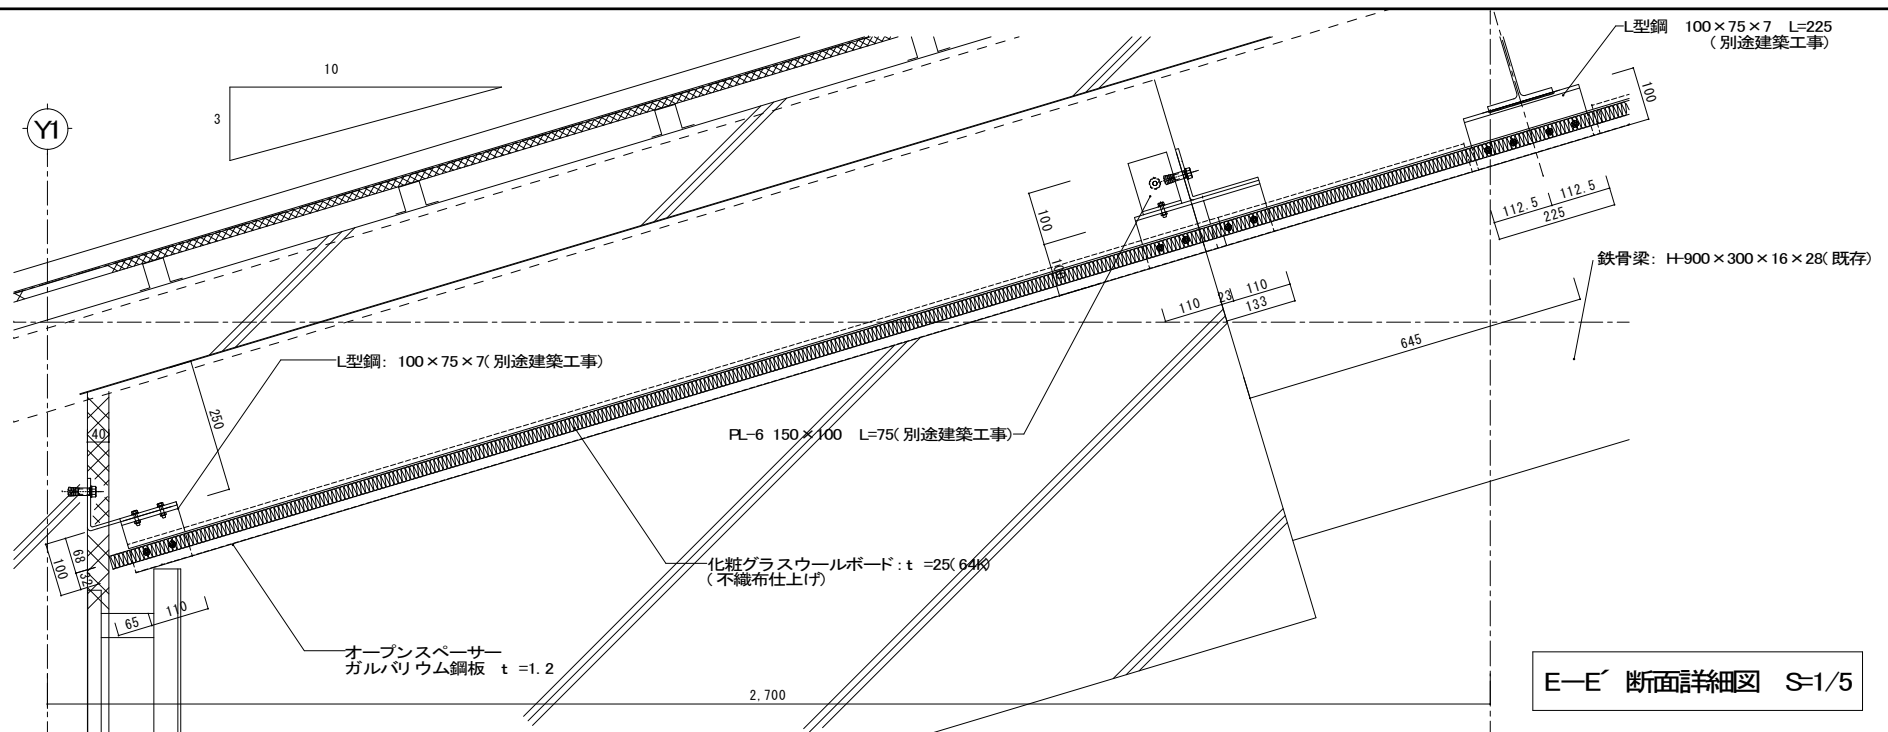 L型鋼 100×75×7 L=225
(別途建築工事)
10
3
Y1
100
100
112.5
112.5
225
鉄骨梁: H-900×300×16×28(既存)
110
23
110
133
645
L型鋼: 100×75×7(別途建築工事)
250
40
PL-6 150×100 L=75(別途建築工事)
68
32
100
65
110
化粧グラスウールボード:t=25(64K)
(不織布仕上げ)
オープンスペーサー
ガルバリウム鋼板 t=1.2
2,700
E-E´ 断面詳細図 S=1/5